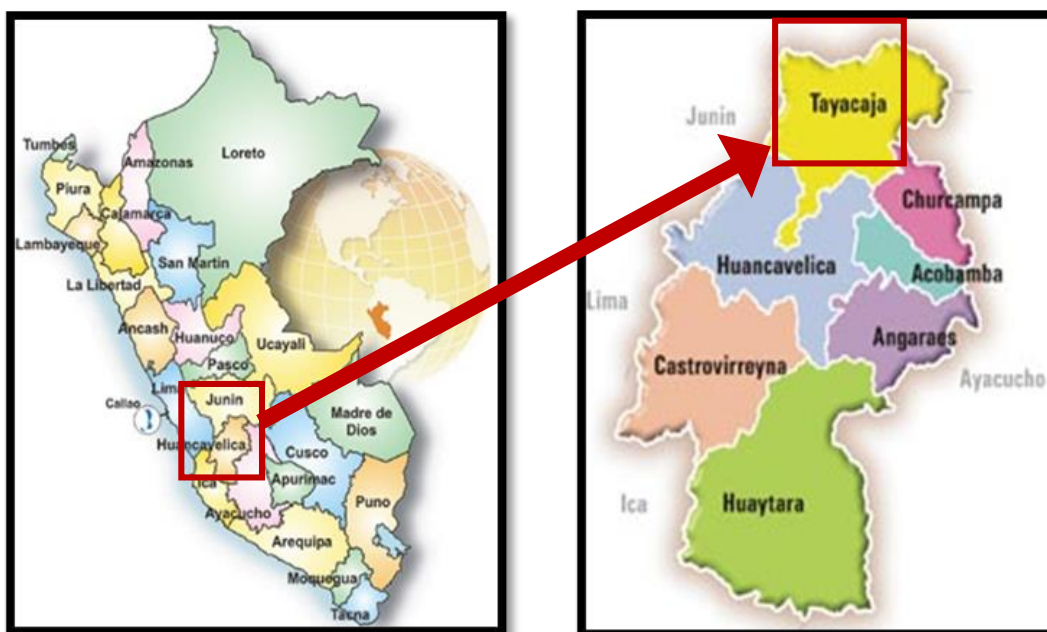 Tumbes
Loreto
Amazonas
Piura
Cajamarca
Lambayeque
San Martin
La Libertad
Ancash
Huanuco
Ucayali
Pasco
Lima
Junin
Callao
Madre de
Dios
Huancavelica
Cusco
Ica
Apurimac
Puno
Ayacucho
Arequipa
Moquegua
Tacna
Tayacaja
Junin
Churcampa
Huancavelica
Acobamba
Lima
Angaraes
Castrovirreyna
Ayacucho
Ica
Huaytara